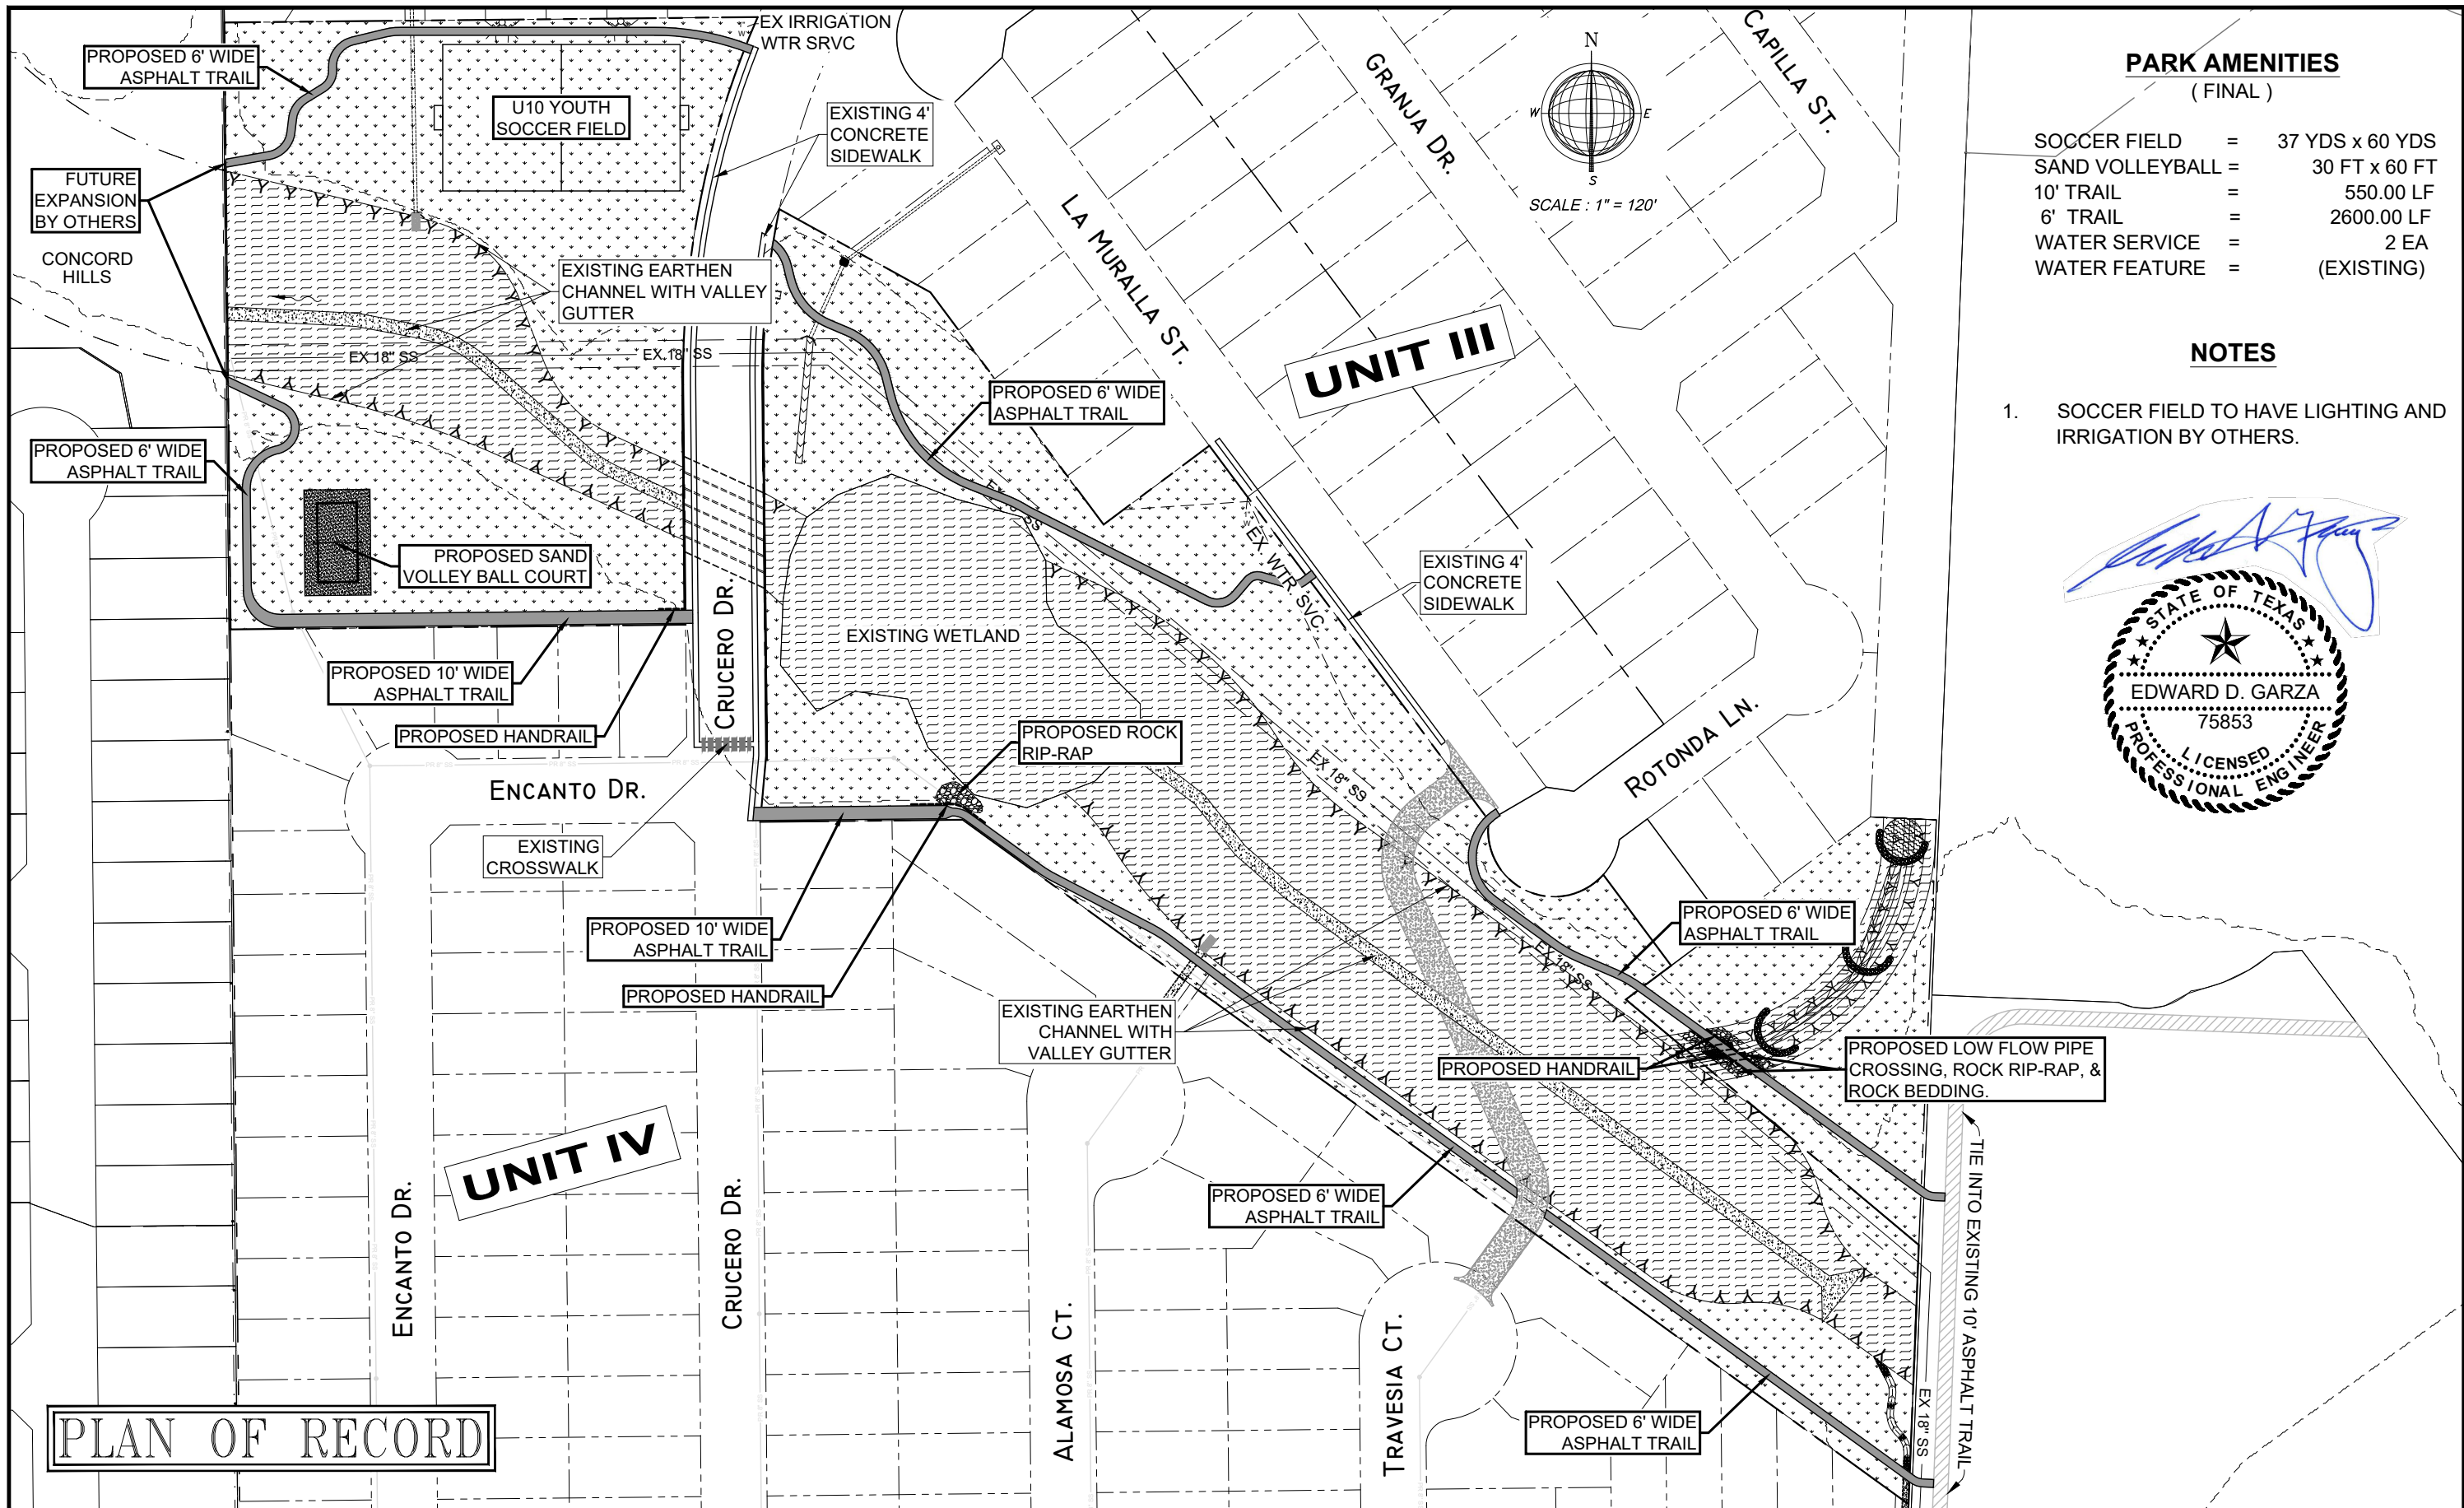 EX IRRIGATION
WTR SRVC
PROPOSED 6' WIDE
ASPHALT TRAIL
U10 YOUTH
SOCCER FIELD
EXISTING 4'
CONCRETE
SIDEWALK
FUTURE
EXPANSION
BY OTHERS
CONCORD
HILLS
EXISTING EARTHEN
CHANNEL WITH VALLEY
GUTTER
EX 18" SS
EX 18" SS
PROPOSED 6' WIDE
ASPHALT TRAIL
PROPOSED SAND
VOLLEY BALL COURT
PROPOSED 10' WIDE
ASPHALT TRAIL
PROPOSED HANDRAIL
CRUCERO DR.
ENCANTO DR.
EXISTING
CROSSWALK
PROPOSED 10' WIDE
ASPHALT TRAIL
PROPOSED HANDRAIL
EXISTING WETLAND
PROPOSED ROCK
RIP-RAP
PROPOSED 6' WIDE
ASPHALT TRAIL
LA MURALLA ST.
GRANJA DR.
CAPILLA ST.
N
W
E
S
SCALE : 1" = 120'
UNIT III
EX WTR SVC
EXISTING 4'
CONCRETE
SIDEWALK
ROTONDA LN.
EX 18" SS
PROPOSED 6' WIDE
ASPHALT TRAIL
EX 18" SS
EXISTING EARTHEN
CHANNEL WITH
VALLEY GUTTER
PROPOSED HANDRAIL
PROPOSED LOW FLOW PIPE
CROSSING, ROCK RIP-RAP, &
ROCK BEDDING.
PROPOSED 6' WIDE
ASPHALT TRAIL
PROPOSED 6' WIDE
ASPHALT TRAIL
TIE INTO EXISTING 10' ASPHALT TRAIL
EX 18" SS
UNIT IV
ENCANTO DR.
CRUCERO DR.
ALAMOSA CT.
TRAVESIA CT.
PLAN OF RECORD
PARK AMENITIES
( FINAL )
SOCCER FIELD = 37 YDS x 60 YDS
SAND VOLLEYBALL = 30 FT x 60 FT
10' TRAIL = 550.00 LF
6' TRAIL = 2600.00 LF
WATER SERVICE = 2 EA
WATER FEATURE = (EXISTING)
NOTES
1. SOCCER FIELD TO HAVE LIGHTING AND
IRRIGATION BY OTHERS.
STATE OF TEXAS
EDWARD D. GARZA
75853
LICENSED
PROFESSIONAL ENGINEER